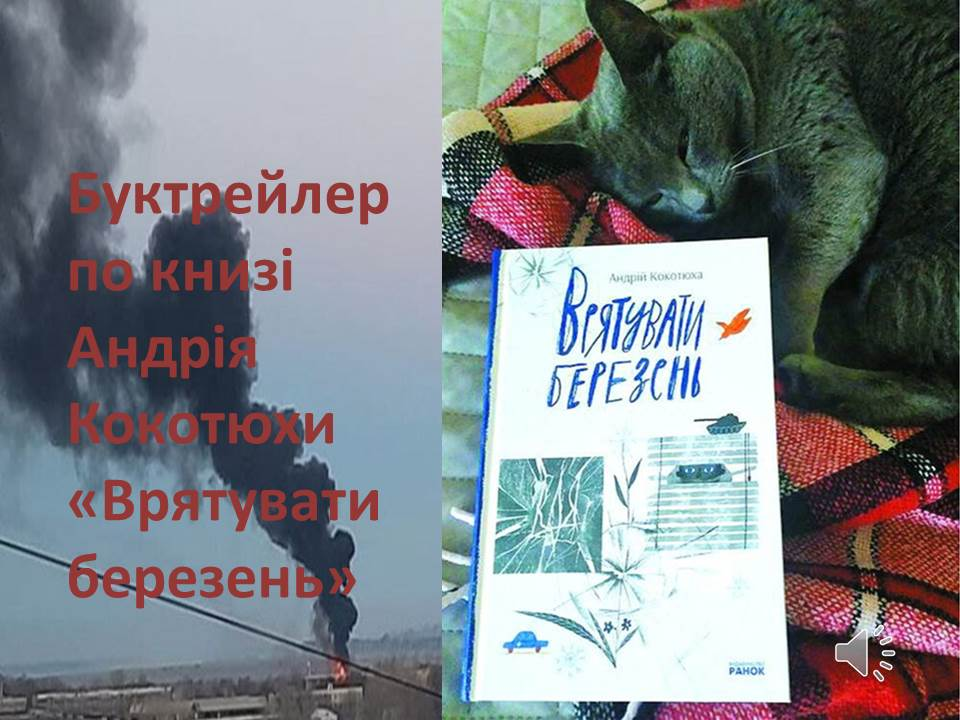 Буктрейлер
по книзі
Андрія
Кокотюхи
«Врятувати
березень»
Андрій Кокотюха
Врятувати
березень
РАНОК